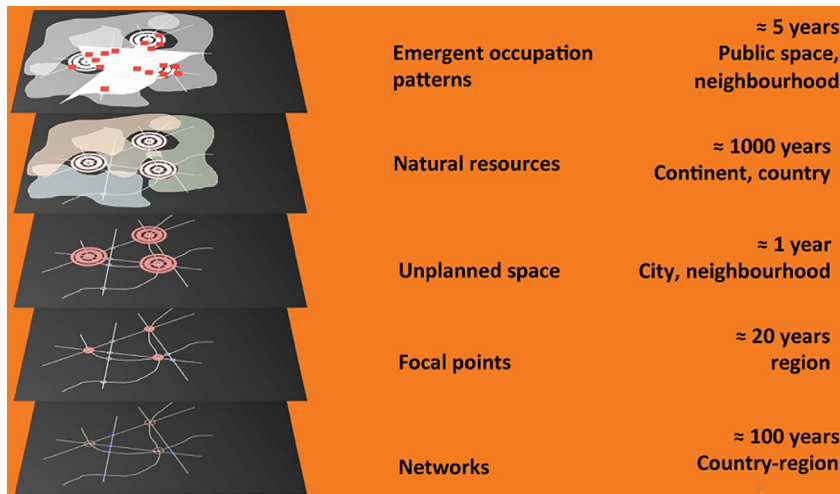 Emergent occupation
patterns
≈ 5 years
Public space,
neighbourhood
Natural resources
≈ 1000 years
Continent, country
Unplanned space
≈ 1 year
City, neighbourhood
Focal points
≈ 20 years
region
Networks
≈ 100 years
Country-region